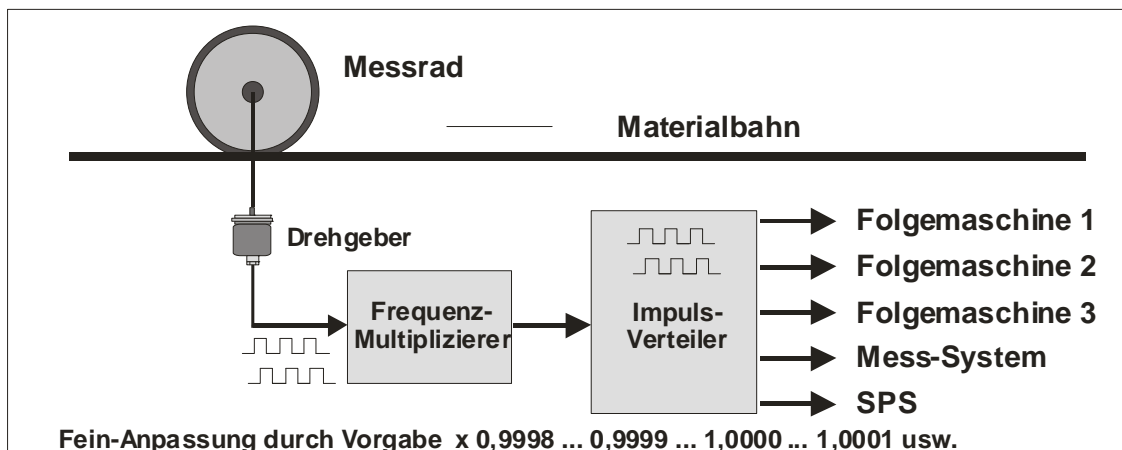 Messrad
Materialbahn
Drehgeber
Frequenz-
Multiplizierer
Impuls-
Verteiler
Folgemaschine 1
Folgemaschine 2
Folgemaschine 3
Mess-System
SPS
Fein-Anpassung durch Vorgabe x 0,9998 ... 0,9999 ... 1,0000 ... 1,0001 usw.